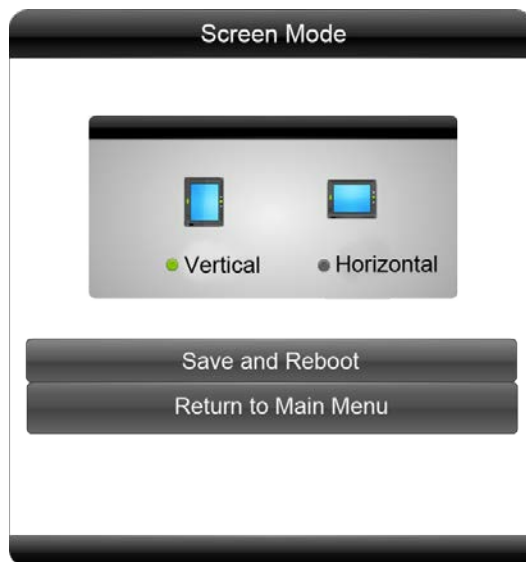 Screen Mode
Vertical
Horizontal
Save and Reboot
Return to Main Menu